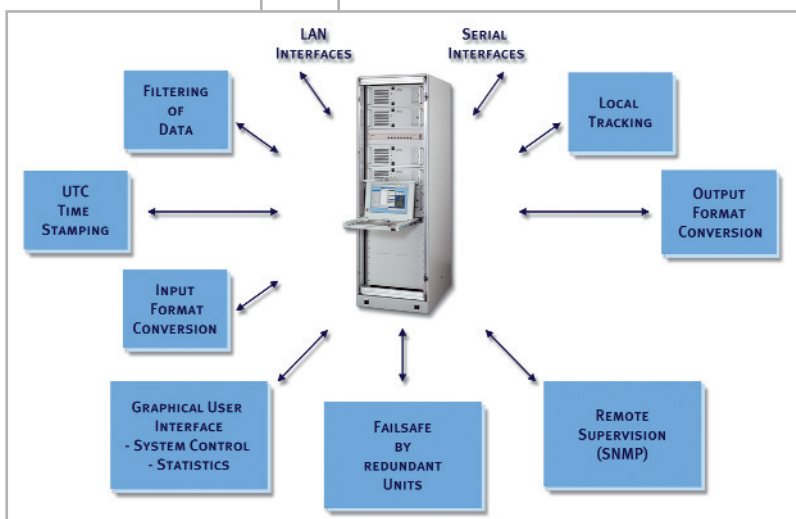 LAN
INTERFACES
SERIAL
INTERFACES
FILTERING
OF
DATA
LOCAL
TRACKING
UTC
TIME
STAMPING
OUTPUT
FORMAT
CONVERSION
INPUT
FORMAT
CONVERSION
GRAPHICAL USER
INTERFACE
- SYSTEM CONTROL
- STATISTICS
FAILSAFE
BY
REDUNDANT
UNITS
REMOTE
SUPERVISION
(SNMP)